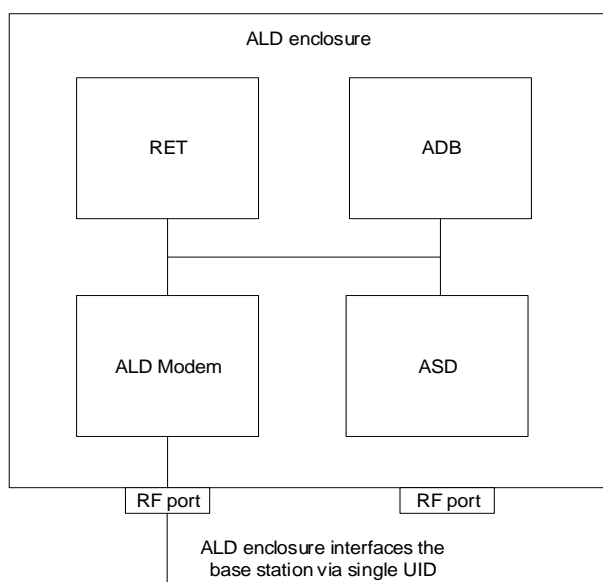 ALD enclosure
RET
ADB
ALD Modem
ASD
RF port
RF port
ALD enclosure interfaces the
base station via single UID